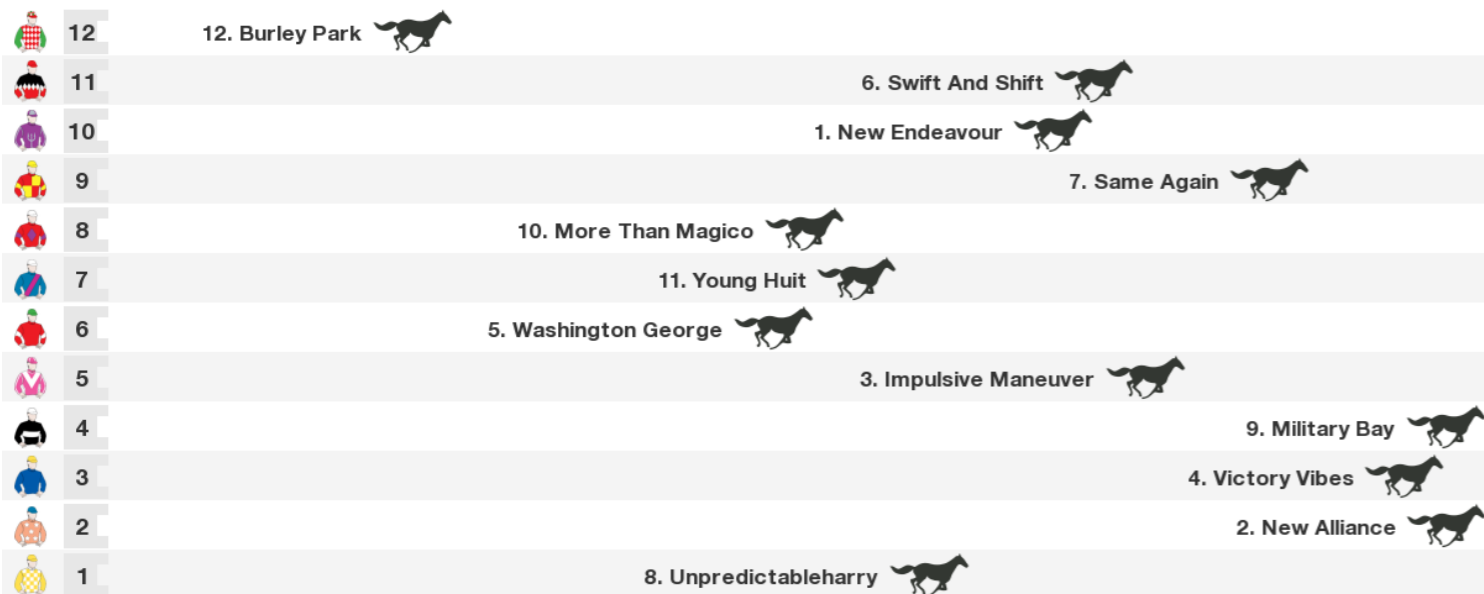 12 12. Burley Park
11 6. Swift And Shift
10 1. New Endeavour
9 7. Same Again
8 10. More Than Magico
7 11. Young Huit
6 5. Washington George
5 3. Impulsive Maneuver
4 9. Military Bay
3 4. Victory Vibes
2 2. New Alliance
1 8. Unpredictableharry